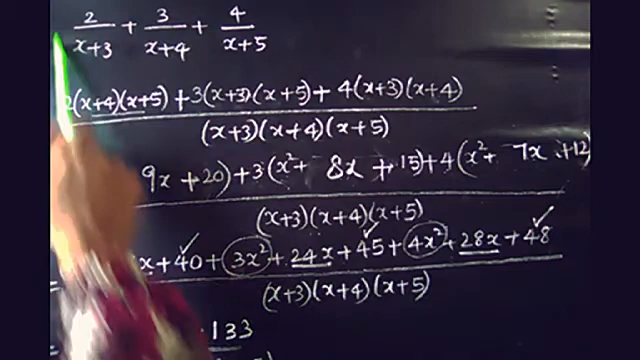 2/(x+3) + 3/(x+4) + 4/(x+5)
2(x+4)(x+5) + 3(x+3)(x+5) + 4(x+3)(x+4)
(x+3)(x+4)(x+5)
9x + 20) + 3(x² + 8x + 15) + 4(x² + 7x + 12)
(x+3)(x+4)(x+5)
x + 40 + 3x² + 24x + 45 + 4x² + 28x + 48
= (x+3)(x+4)(x+5)
133